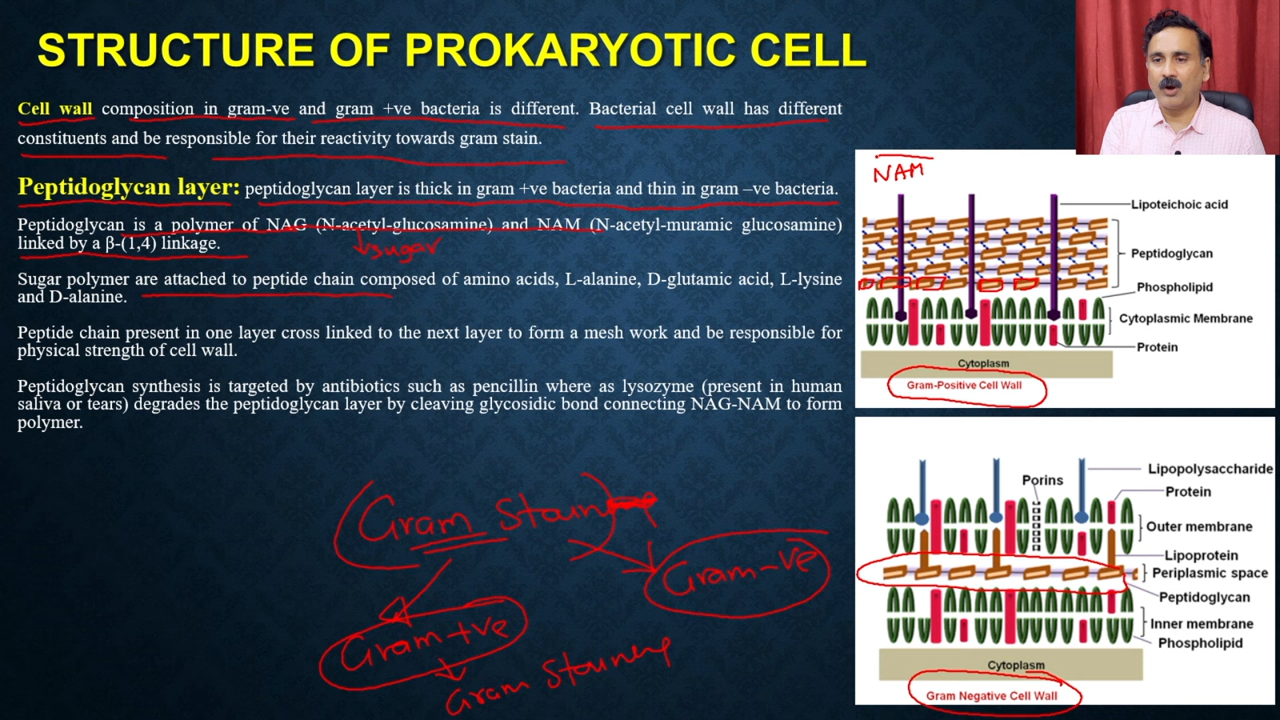 STRUCTURE OF PROKARYOTIC CELL
Cell wall composition in gram-ve and gram +ve bacteria is different. Bacterial cell wall has different
constituents and be responsible for their reactivity towards gram stain.
Peptidoglycan layer: peptidoglycan layer is thick in gram +ve bacteria and thin in gram –ve bacteria.
Peptidoglycan is a polymer of NAG (N-acetyl-glucosamine) and NAM (N-acetyl-muramic glucosamine)
linked by a β-(1,4) linkage.
sugar
Sugar polymer are attached to peptide chain composed of amino acids, L-alanine, D-glutamic acid, L-lysine
and D-alanine.
Peptide chain present in one layer cross linked to the next layer to form a mesh work and be responsible for
physical strength of cell wall.
Peptidoglycan synthesis is targeted by antibiotics such as pencillin where as lysozyme (present in human
saliva or tears) degrades the peptidoglycan layer by cleaving glycosidic bond connecting NAG-NAM to form
polymer.
Gram Stain
Gram-ve
Gram+ve
Gram
NAM
Lipoteichoic acid
Peptidoglycan
Phospholipid
Cytoplasmic Membrane
Protein
Cytoplasm
Gram-Positive Cell Wall
Lipopolysaccharide
Porins
Protein
Outer membrane
Lipoprotein
Periplasmic space
Peptidoglycan
Inner membrane
Phospholipid
Cytoplasm
Gram Negative Cell Wall